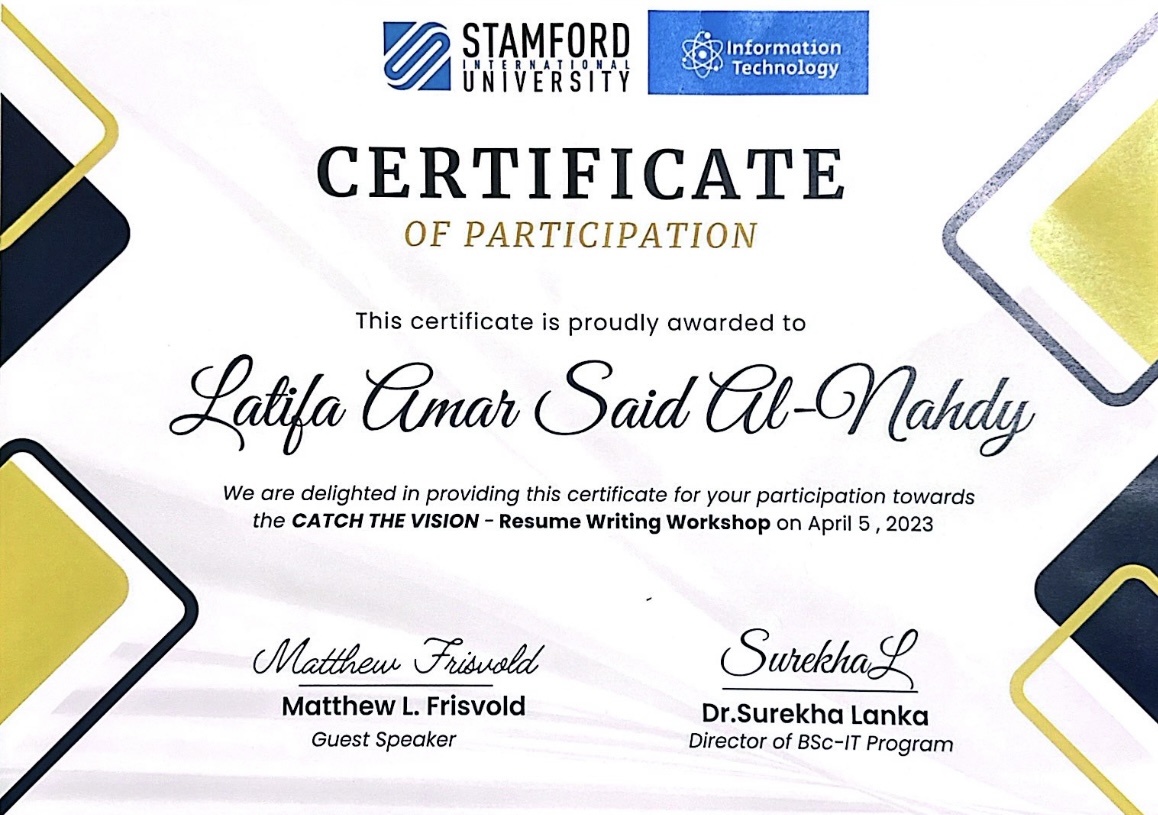 STAMFORD
INTERNATIONAL
UNIVERSITY
Information
Technology
CERTIFICATE
OF PARTICIPATION
This certificate is proudly awarded to
Latifa Amar Said Al-Nahdy
We are delighted in providing this certificate for your participation towards
the CATCH THE VISION - Resume Writing Workshop on April 5 , 2023
Matthew Frisvold
Matthew L. Frisvold
Guest Speaker
Surekha L
Dr.Surekha Lanka
Director of BSc-IT Program